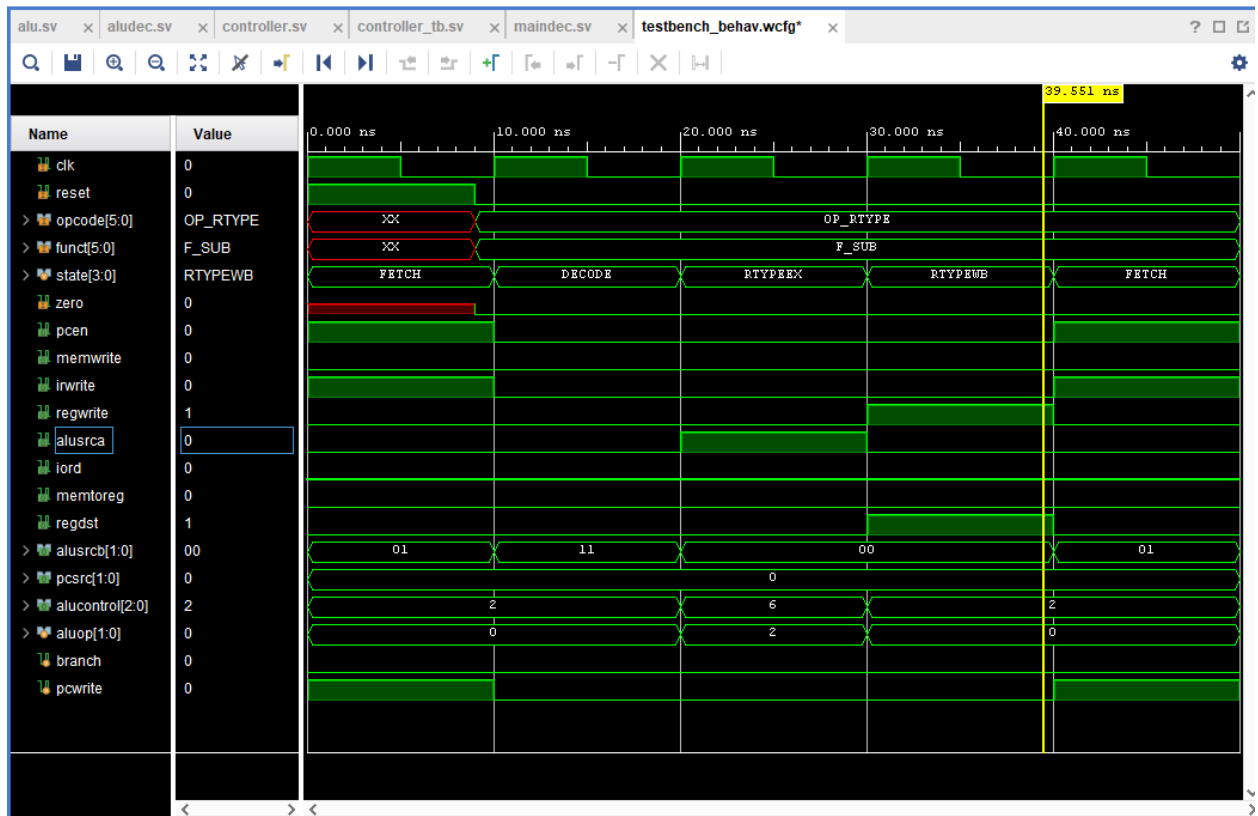 alu.sv × aludec.sv × controller.sv × controller_tb.sv × maindec.sv × testbench_behav.wcfg* × ?
39.551 ns
Name Value 0.000 ns 10.000 ns 20.000 ns 30.000 ns 40.000 ns
clk 0
reset 0
> opcode[5:0] OP_RTYPE XX OP_RTYPE
> funct[5:0] F_SUB XX F_SUB
> state[3:0] RTYPEWB FETCH DECODE RTYPEEX RTYPEWB FETCH
zero 0
pcen 0
memwrite 0
irwrite 0
regwrite 1
alusrca 0
iord 0
memtoreg 0
regdst 1
> alusrcb[1:0] 00 01 11 00 01
> pcsrc[1:0] 0 0
> alucontrol[2:0] 2 2 6 2
> aluop[1:0] 0 0 2 0
branch 0
pcwrite 0